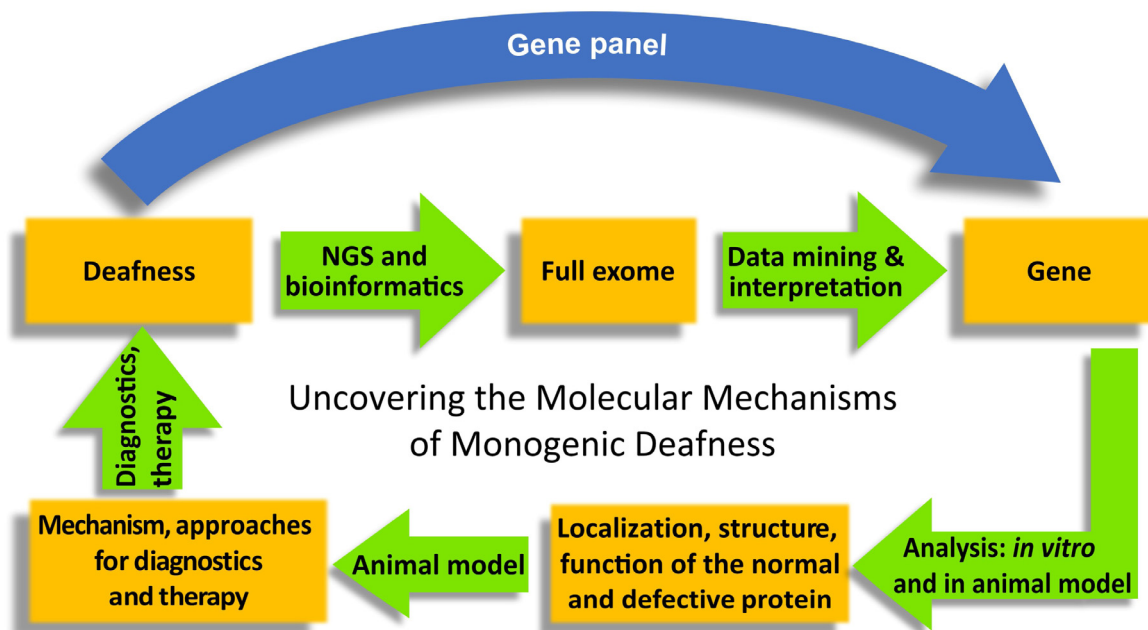 Gene panel
Deafness
NGS and
bioinformatics
Full exome
Data mining &
interpretation
Gene
Diagnostics,
therapy
Uncovering the Molecular Mechanisms
of Monogenic Deafness
Mechanism, approaches
for diagnostics
and therapy
Animal model
Localization, structure,
function of the normal
and defective protein
Analysis: in vitro
and in animal model